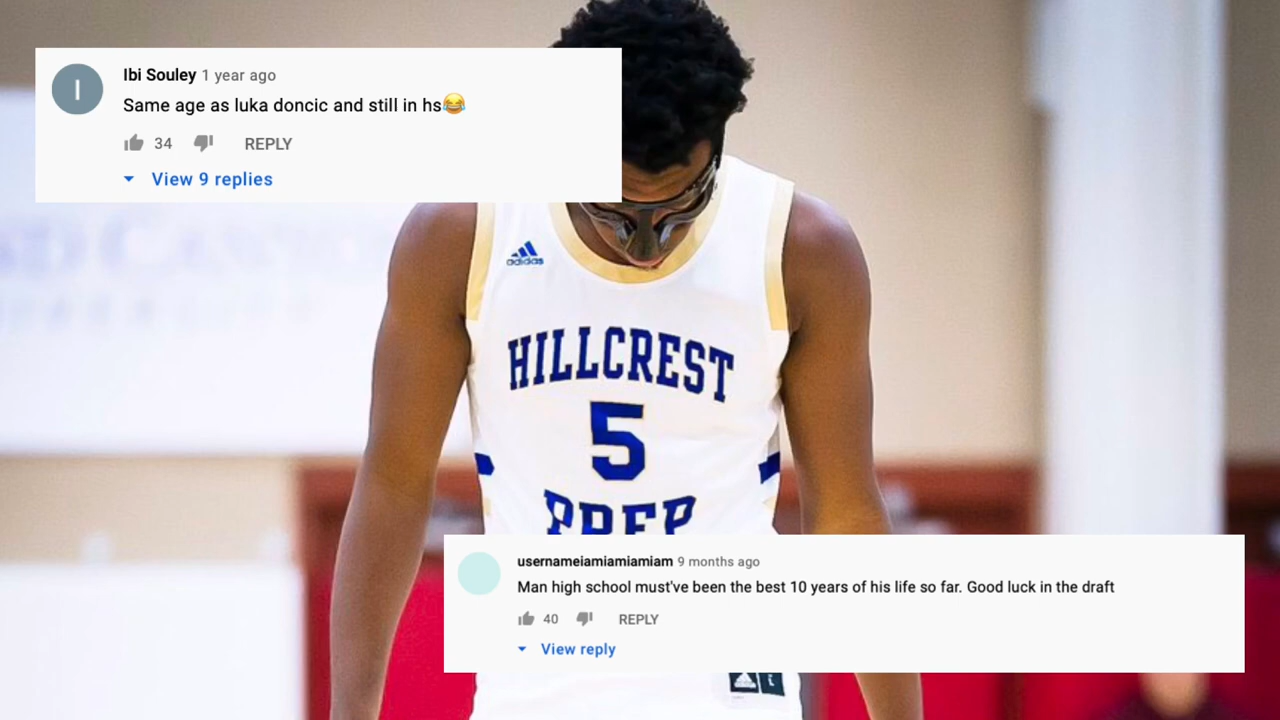 I
Ibi Souley 1 year ago
Same age as luka doncic and still in hs😂
34 REPLY
View 9 replies
adidas
HILLCREST
5
PREP
usernameiamiamiamiam 9 months ago
Man high school must've been the best 10 years of his life so far. Good luck in the draft
40 REPLY
View reply